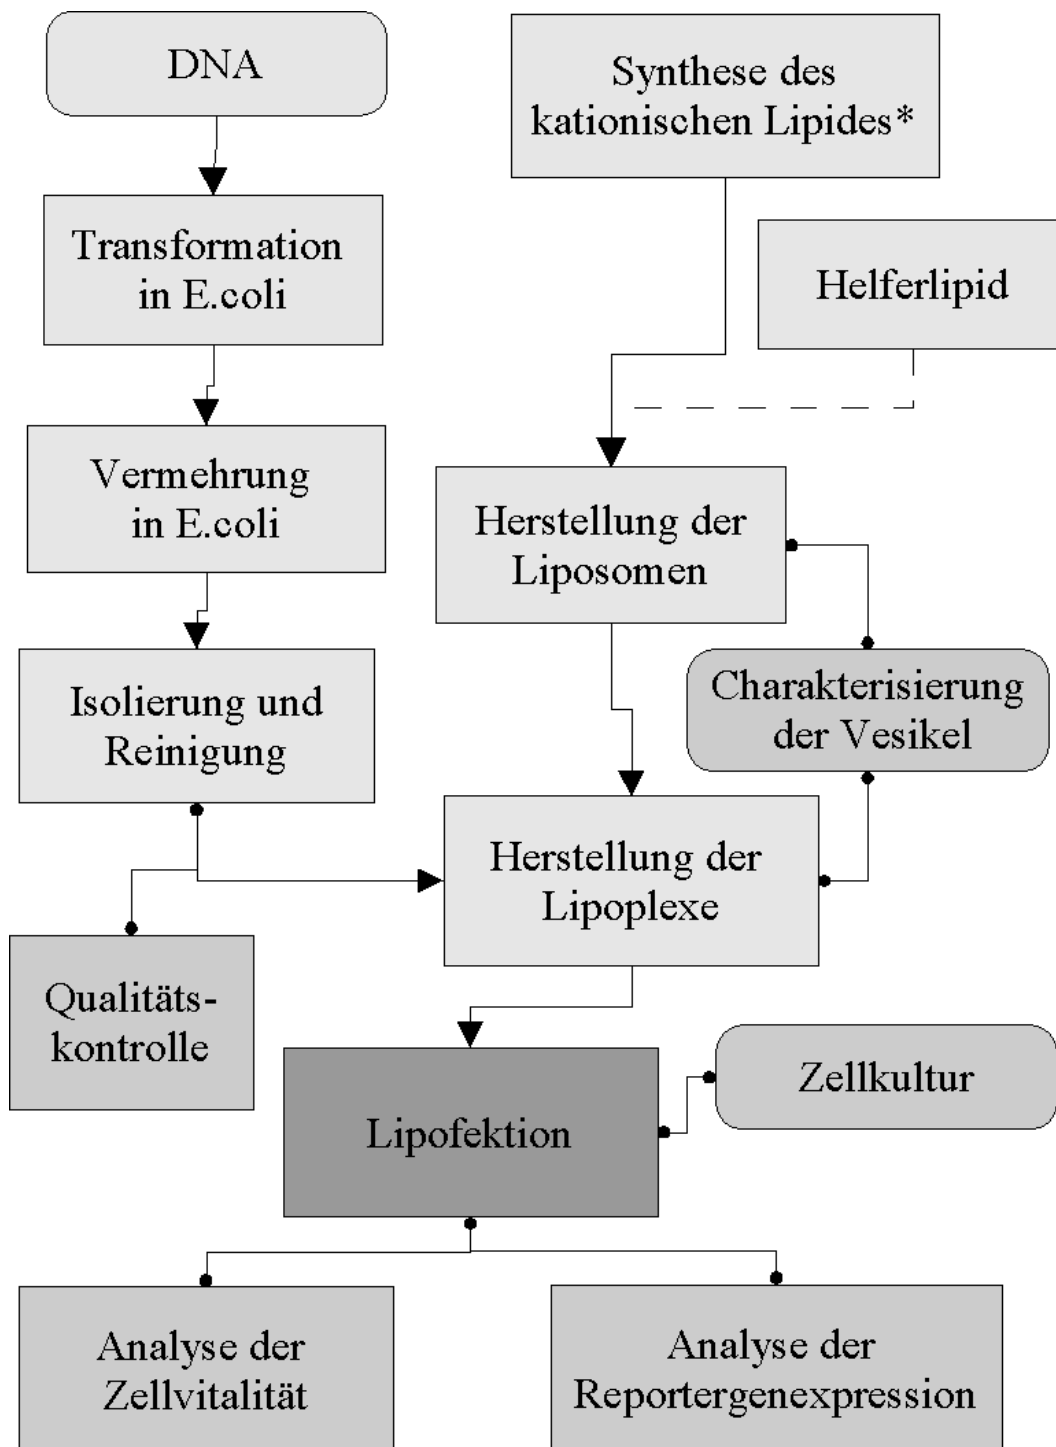 DNA
Synthese des
kationischen Lipides*
Transformation
in E.coli
Helferlipid
Vermehrung
in E.coli
Herstellung der
Liposomen
Isolierung und
Reinigung
Charakterisierung
der Vesikel
Herstellung der
Lipoplexe
Qualitäts-
kontrolle
Zellkultur
Lipofektion
Analyse der
Zellvitalität
Analyse der
Reportergenexpression